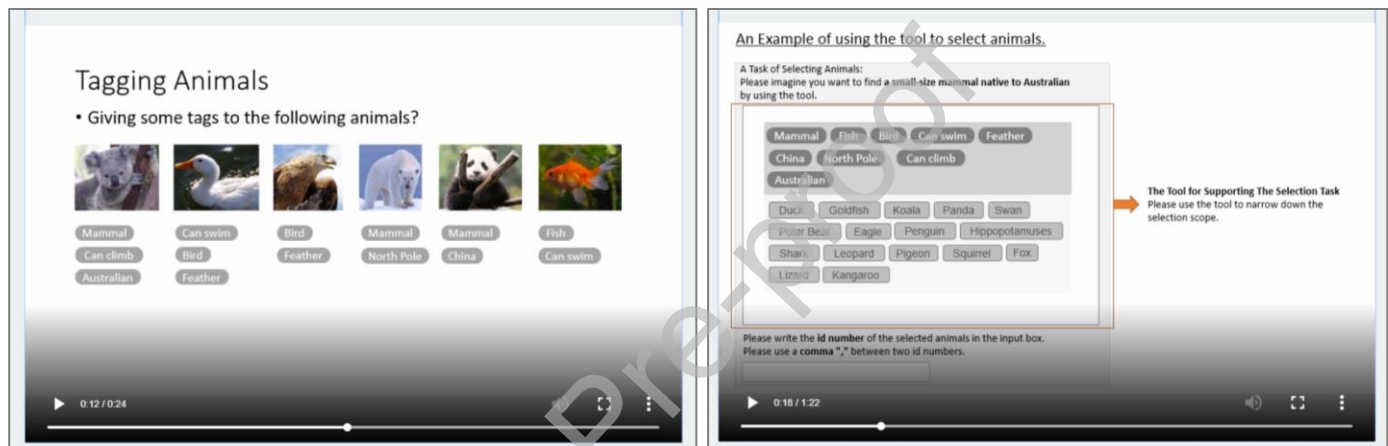 Tagging Animals
• Giving some tags to the following animals?
Mammal Can swim Bird Mammal Mammal Fish
Can climb Bird Feather North Pole China Can swim
Australian Feather
0:12 / 0:24
An Example of using the tool to select animals.
A Task of Selecting Animals:
Please imagine you want to find a small-size mammal native to Australian
by using the tool.
Mammal Fish Bird Can swim Feather
China North Pole Can climb
Australian
Duck Goldfish Koala Panda Swan
Polar Bear Eagle Penguin Hippopotamuses
Shark Leopard Pigeon Squirrel Fox
Lizard Kangaroo
The Tool for Supporting The Selection Task
Please use the tool to narrow down the
selection scope.
Please write the id number of the selected animals in the input box.
Please use a comma "," between two id numbers.
0:18 / 1:22
Pre-proof